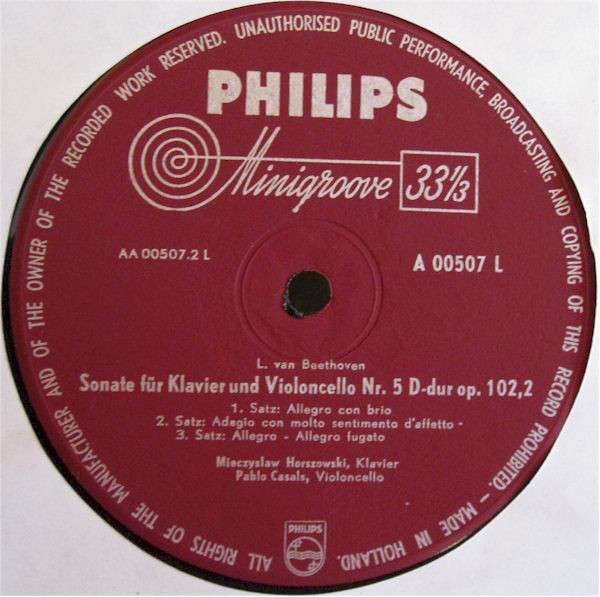 ALL RIGHTS OF THE MANUFACTURER AND OF THE OWNER OF THE RECORDED WORK RESERVED. UNAUTHORISED PUBLIC PERFORMANCE, BROADCASTING AND COPYING OF THIS RECORD PROHIBITED. – MADE IN HOLLAND.
PHILIPS
Minigroove 33⅓
AA 00507.2 L
A 00507 L
L. van Beethoven
Sonate für Klavier und Violoncello Nr. 5 D-dur op. 102,2
1. Satz: Allegro con brio
2. Satz: Adagio con molto sentimento d'affetto -
3. Satz: Allegro - Allegro fugato
Mieczyslaw Horszowski, Klavier
Pablo Casals, Violoncello
PHILIPS